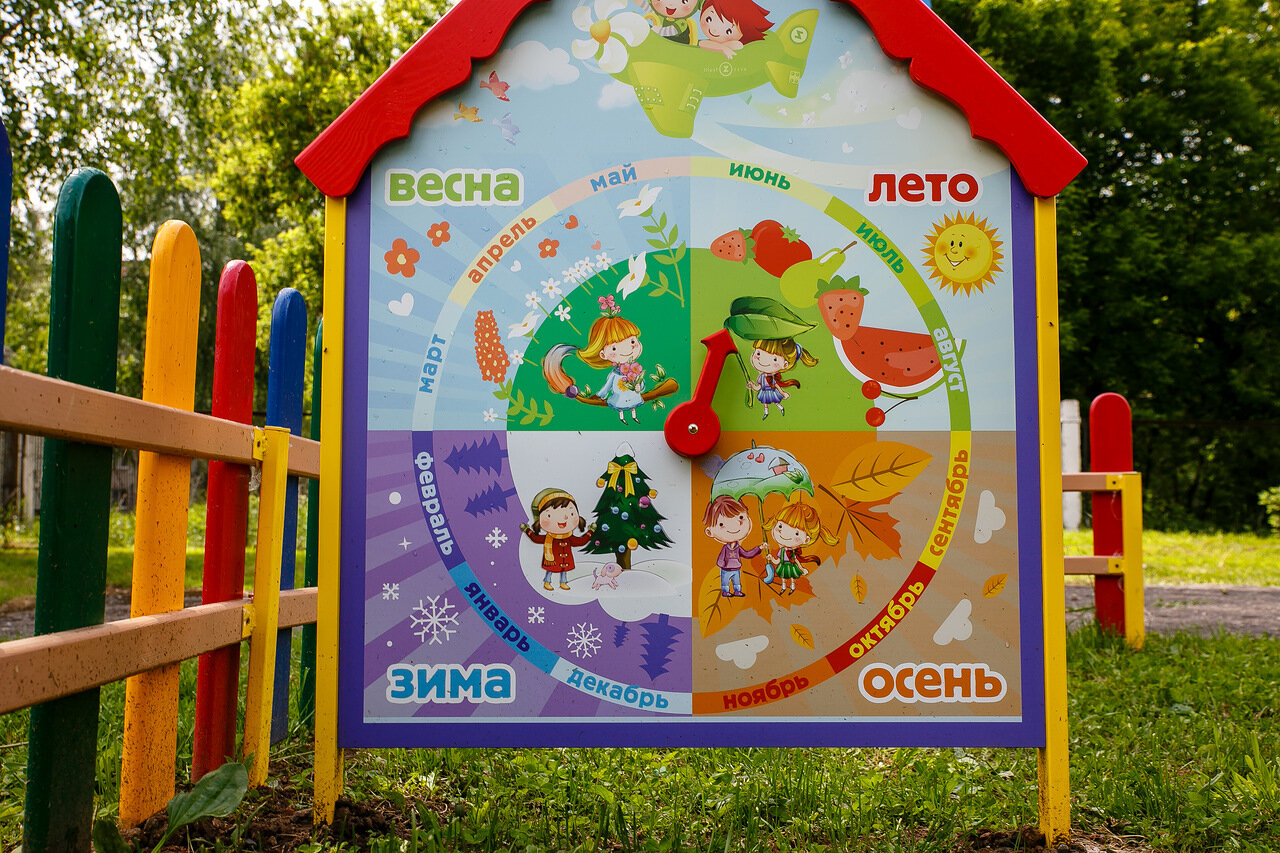 весна
лето
май
июнь
апрель
июль
март
август
февраль
сентябрь
январь
октябрь
декабрь
ноябрь
зима
осень